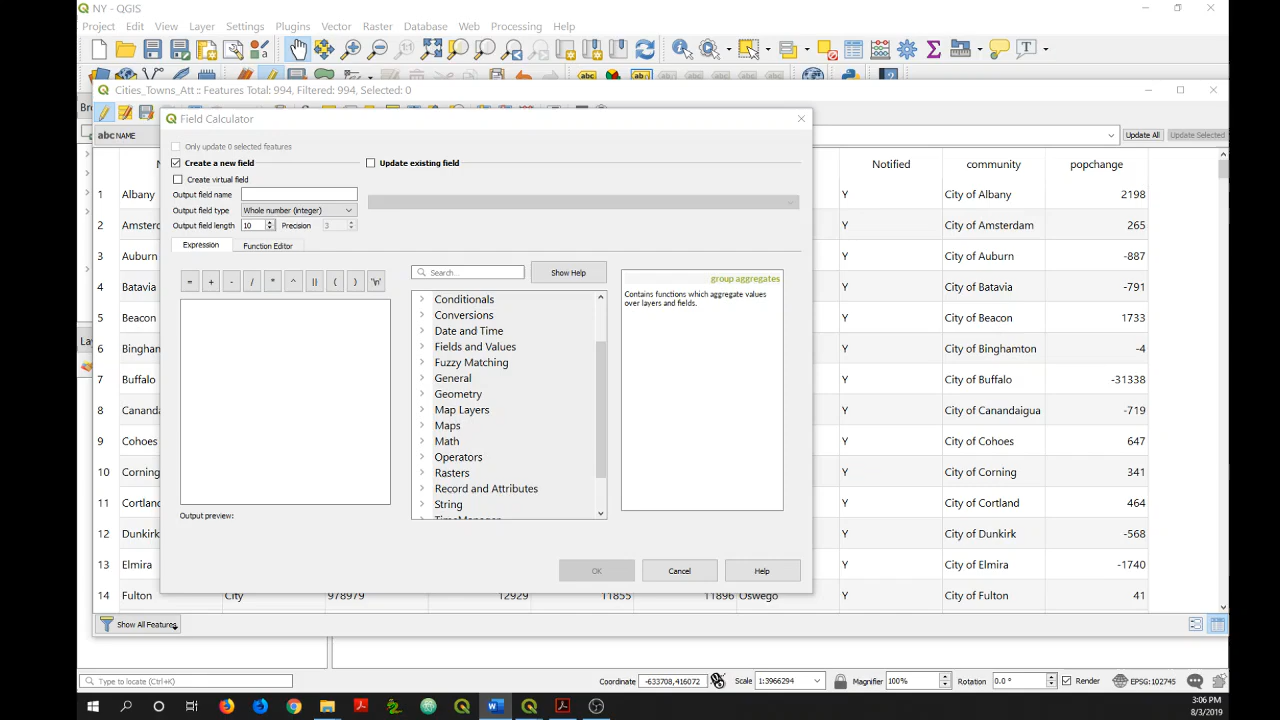 NY - QGIS
Project Edit View Layer Settings Plugins Vector Raster Database Web Processing Help
Cities_Towns_Att :: Features Total: 994, Filtered: 994, Selected: 0
Bro
Field Calculator
abc NAME
Update All
Update Selected
Only update 0 selected features
Create a new field
Update existing field
Create virtual field
Output field name
Output field type Whole number (integer)
Output field length 10 Precision 3
Expression Function Editor
= + - / * ^ || ( ) '\n'
Search...
Show Help
Conditionals
Conversions
Date and Time
Fields and Values
Fuzzy Matching
General
Geometry
Map Layers
Maps
Math
Operators
Rasters
Record and Attributes
String
TimeManager
group aggregates
Contains functions which aggregate values
over layers and fields.
Output preview:
OK Cancel Help
Notified community popchange
1 Albany Y City of Albany 2198
2 Amsterd Y City of Amsterdam 265
3 Auburn Y City of Auburn -887
4 Batavia Y City of Batavia -791
5 Beacon Y City of Beacon 1733
6 Bingham Y City of Binghamton -4
7 Buffalo Y City of Buffalo -31338
8 Canand Y City of Canandaigua -719
9 Cohoes Y City of Cohoes 647
10 Corning Y City of Corning 341
11 Cortland Y City of Cortland 464
12 Dunkirk Y City of Dunkirk -568
13 Elmira Y City of Elmira -1740
14 Fulton City 978979 12929 11855 11896 Oswego Y City of Fulton 41
Lay
Show All Features
Type to locate (Ctrl+K)
Coordinate -633708,416072 Scale 1:3966294 Magnifier 100% Rotation 0.0 ° Render EPSG:102745
3:06 PM
8/3/2019